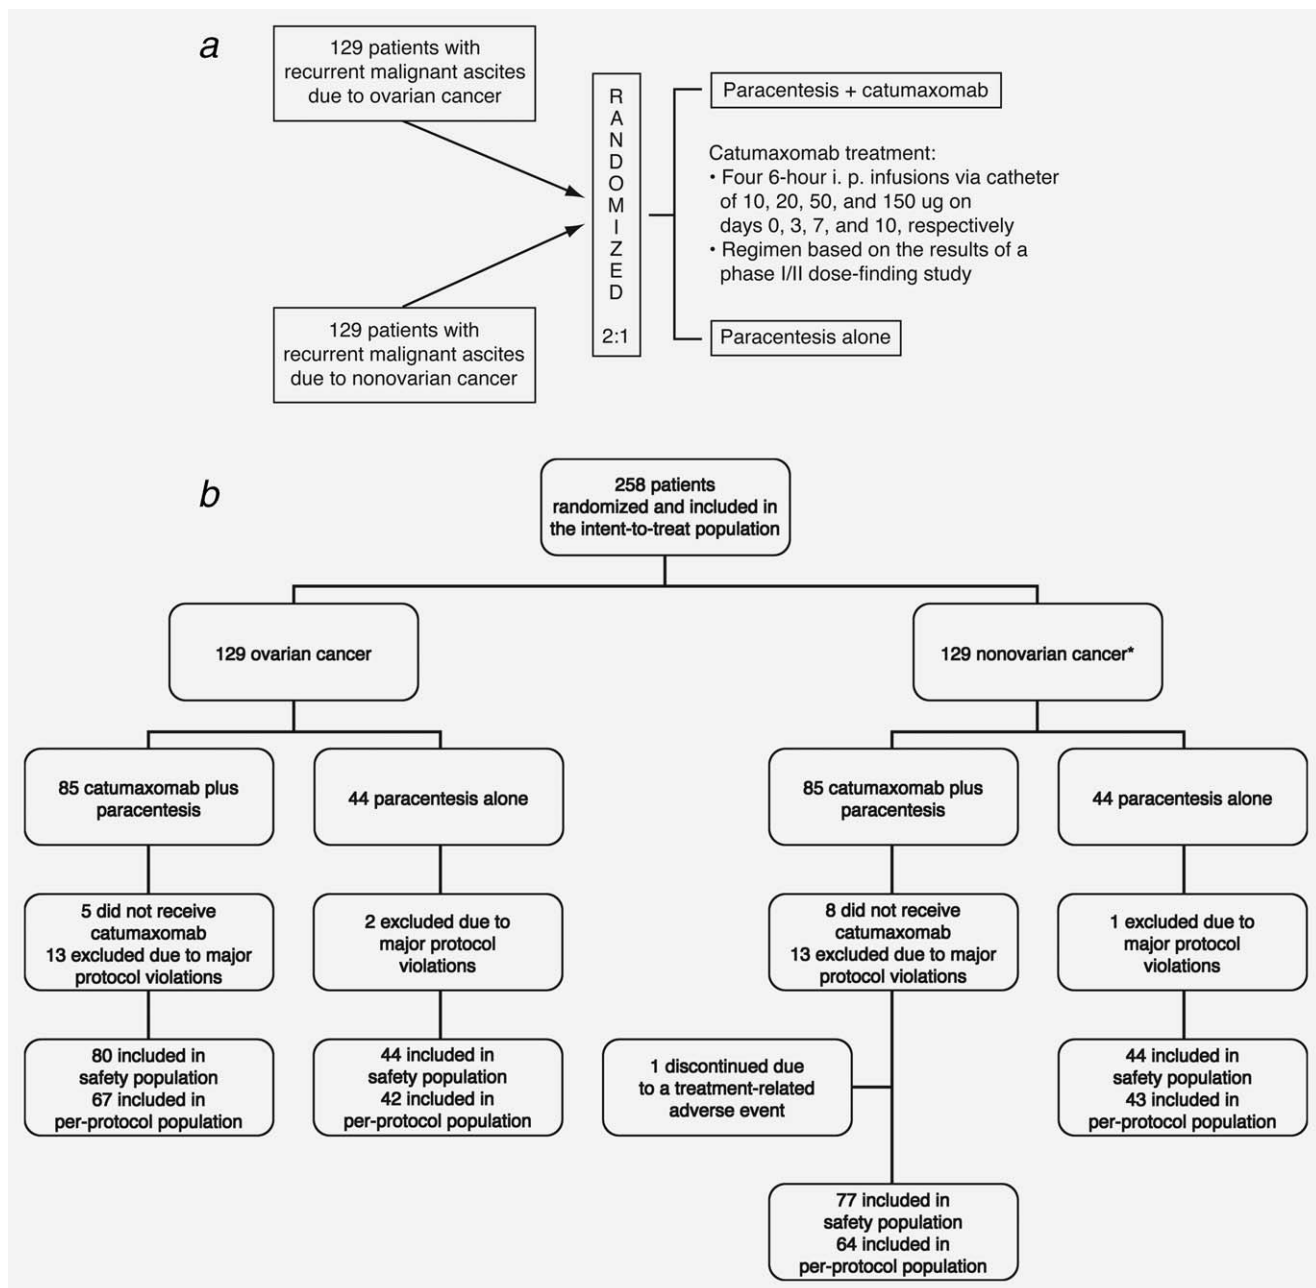 a
129 patients with
recurrent malignant ascites
due to ovarian cancer
129 patients with
recurrent malignant ascites
due to nonovarian cancer
R
A
N
D
O
M
I
Z
E
D
2:1
Paracentesis + catumaxomab
Catumaxomab treatment:
• Four 6-hour i. p. infusions via catheter
of 10, 20, 50, and 150 ug on
days 0, 3, 7, and 10, respectively
• Regimen based on the results of a
phase I/II dose-finding study
Paracentesis alone
b
258 patients
randomized and included in
the intent-to-treat population
129 ovarian cancer
129 nonovarian cancer*
85 catumaxomab plus
paracentesis
44 paracentesis alone
85 catumaxomab plus
paracentesis
44 paracentesis alone
5 did not receive
catumaxomab
13 excluded due to major
protocol violations
2 excluded due to
major protocol
violations
8 did not receive
catumaxomab
13 excluded due to major
protocol violations
1 excluded due to
major protocol
violations
80 included in
safety population
67 included in
per-protocol population
44 included in
safety population
42 included in
per-protocol population
1 discontinued due
to a treatment-related
adverse event
44 included in
safety population
43 included in
per-protocol population
77 included in
safety population
64 included in
per-protocol population